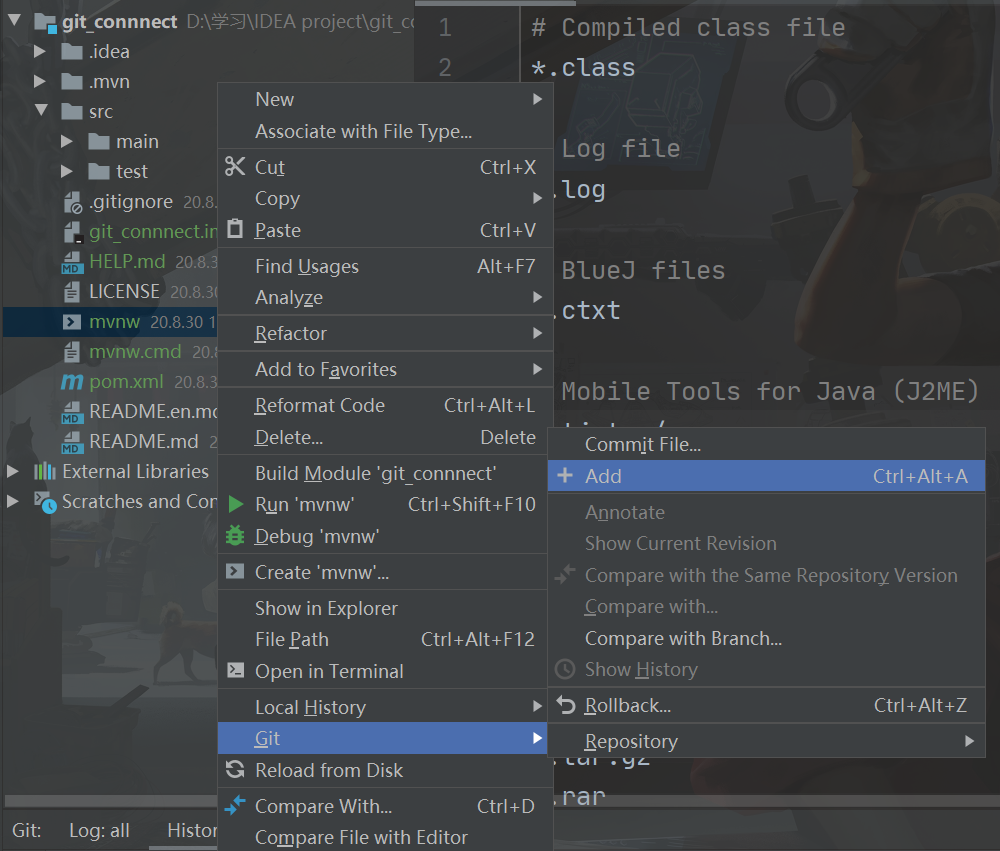 git_connnect D:\学习\IDEA project\git_co
.idea
.mvn
src
main
test
.gitignore 20.8.
git_connnect.im
HELP.md 20.8.3
LICENSE 20.8.30
mvnw 20.8.30 1
mvnw.cmd 20.8
pom.xml 20.8.3
README.en.md
README.md 2
External Libraries
Scratches and Con
1 # Compiled class file
2 *.class
Log file
.log
BlueJ files
.ctxt
Mobile Tools for Java (J2ME)
.tar.gz
.rar
New
Associate with File Type...
Cut Ctrl+X
Copy
Paste Ctrl+V
Find Usages Alt+F7
Analyze
Refactor
Add to Favorites
Reformat Code Ctrl+Alt+L
Delete... Delete
Build Module 'git_connnect'
Run 'mvnw' Ctrl+Shift+F10
Debug 'mvnw'
Create 'mvnw'...
Show in Explorer
File Path Ctrl+Alt+F12
Open in Terminal
Local History
Git
Reload from Disk
Compare With... Ctrl+D
Compare File with Editor
Commit File...
Add Ctrl+Alt+A
Annotate
Show Current Revision
Compare with the Same Repository Version
Compare with...
Compare with Branch...
Show History
Rollback... Ctrl+Alt+Z
Repository
Git: Log: all Histor